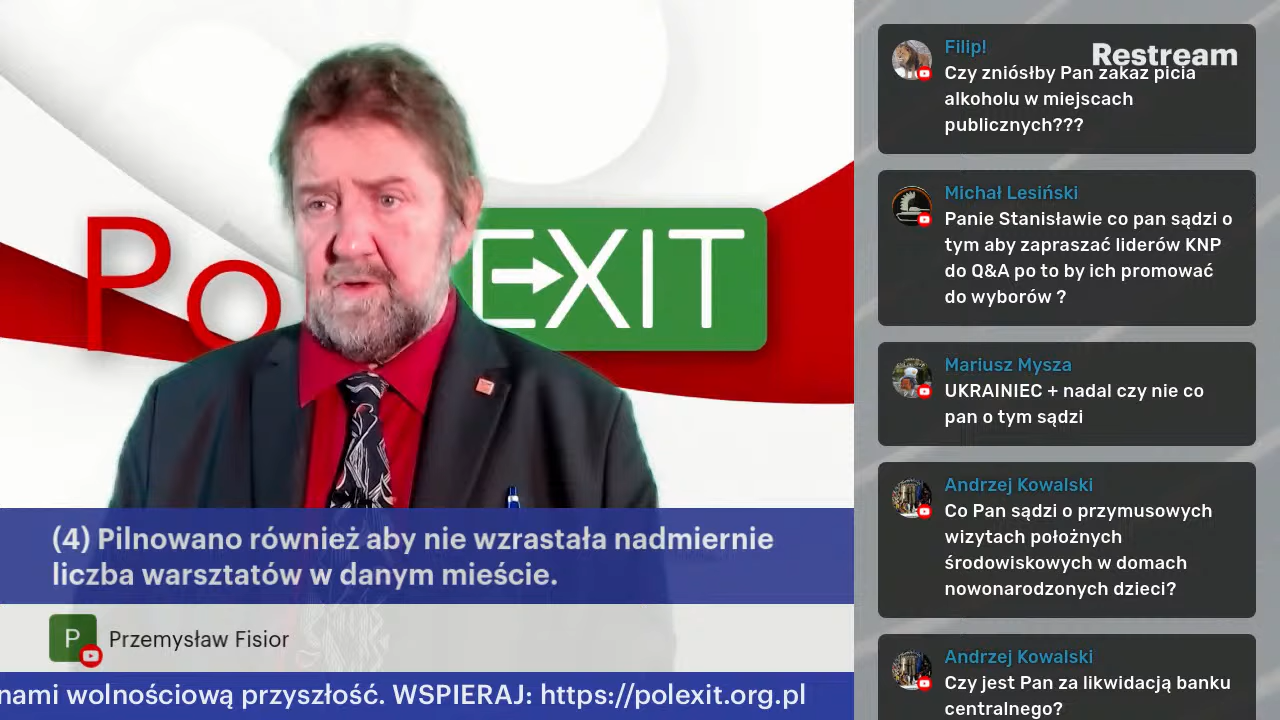 Po EXIT
(4) Pilnowano również aby nie wzrastała nadmiernie
liczba warsztatów w danym mieście.
P
Przemysław Fisior
nami wolnościową przyszłość. WSPIERAJ: https://polexit.org.pl
Restream
Filip!
Czy zniósłby Pan zakaz picia
alkoholu w miejscach
publicznych???
Michał Lesiński
Panie Stanisławie co pan sądzi o
tym aby zapraszać liderów KNP
do Q&A po to by ich promować
do wyborów ?
Mariusz Mysza
UKRAINIEC + nadal czy nie co
pan o tym sądzi
Andrzej Kowalski
Co Pan sądzi o przymusowych
wizytach położnych
środowiskowych w domach
nowonarodzonych dzieci?
Andrzej Kowalski
Czy jest Pan za likwidacją banku
centralnego?